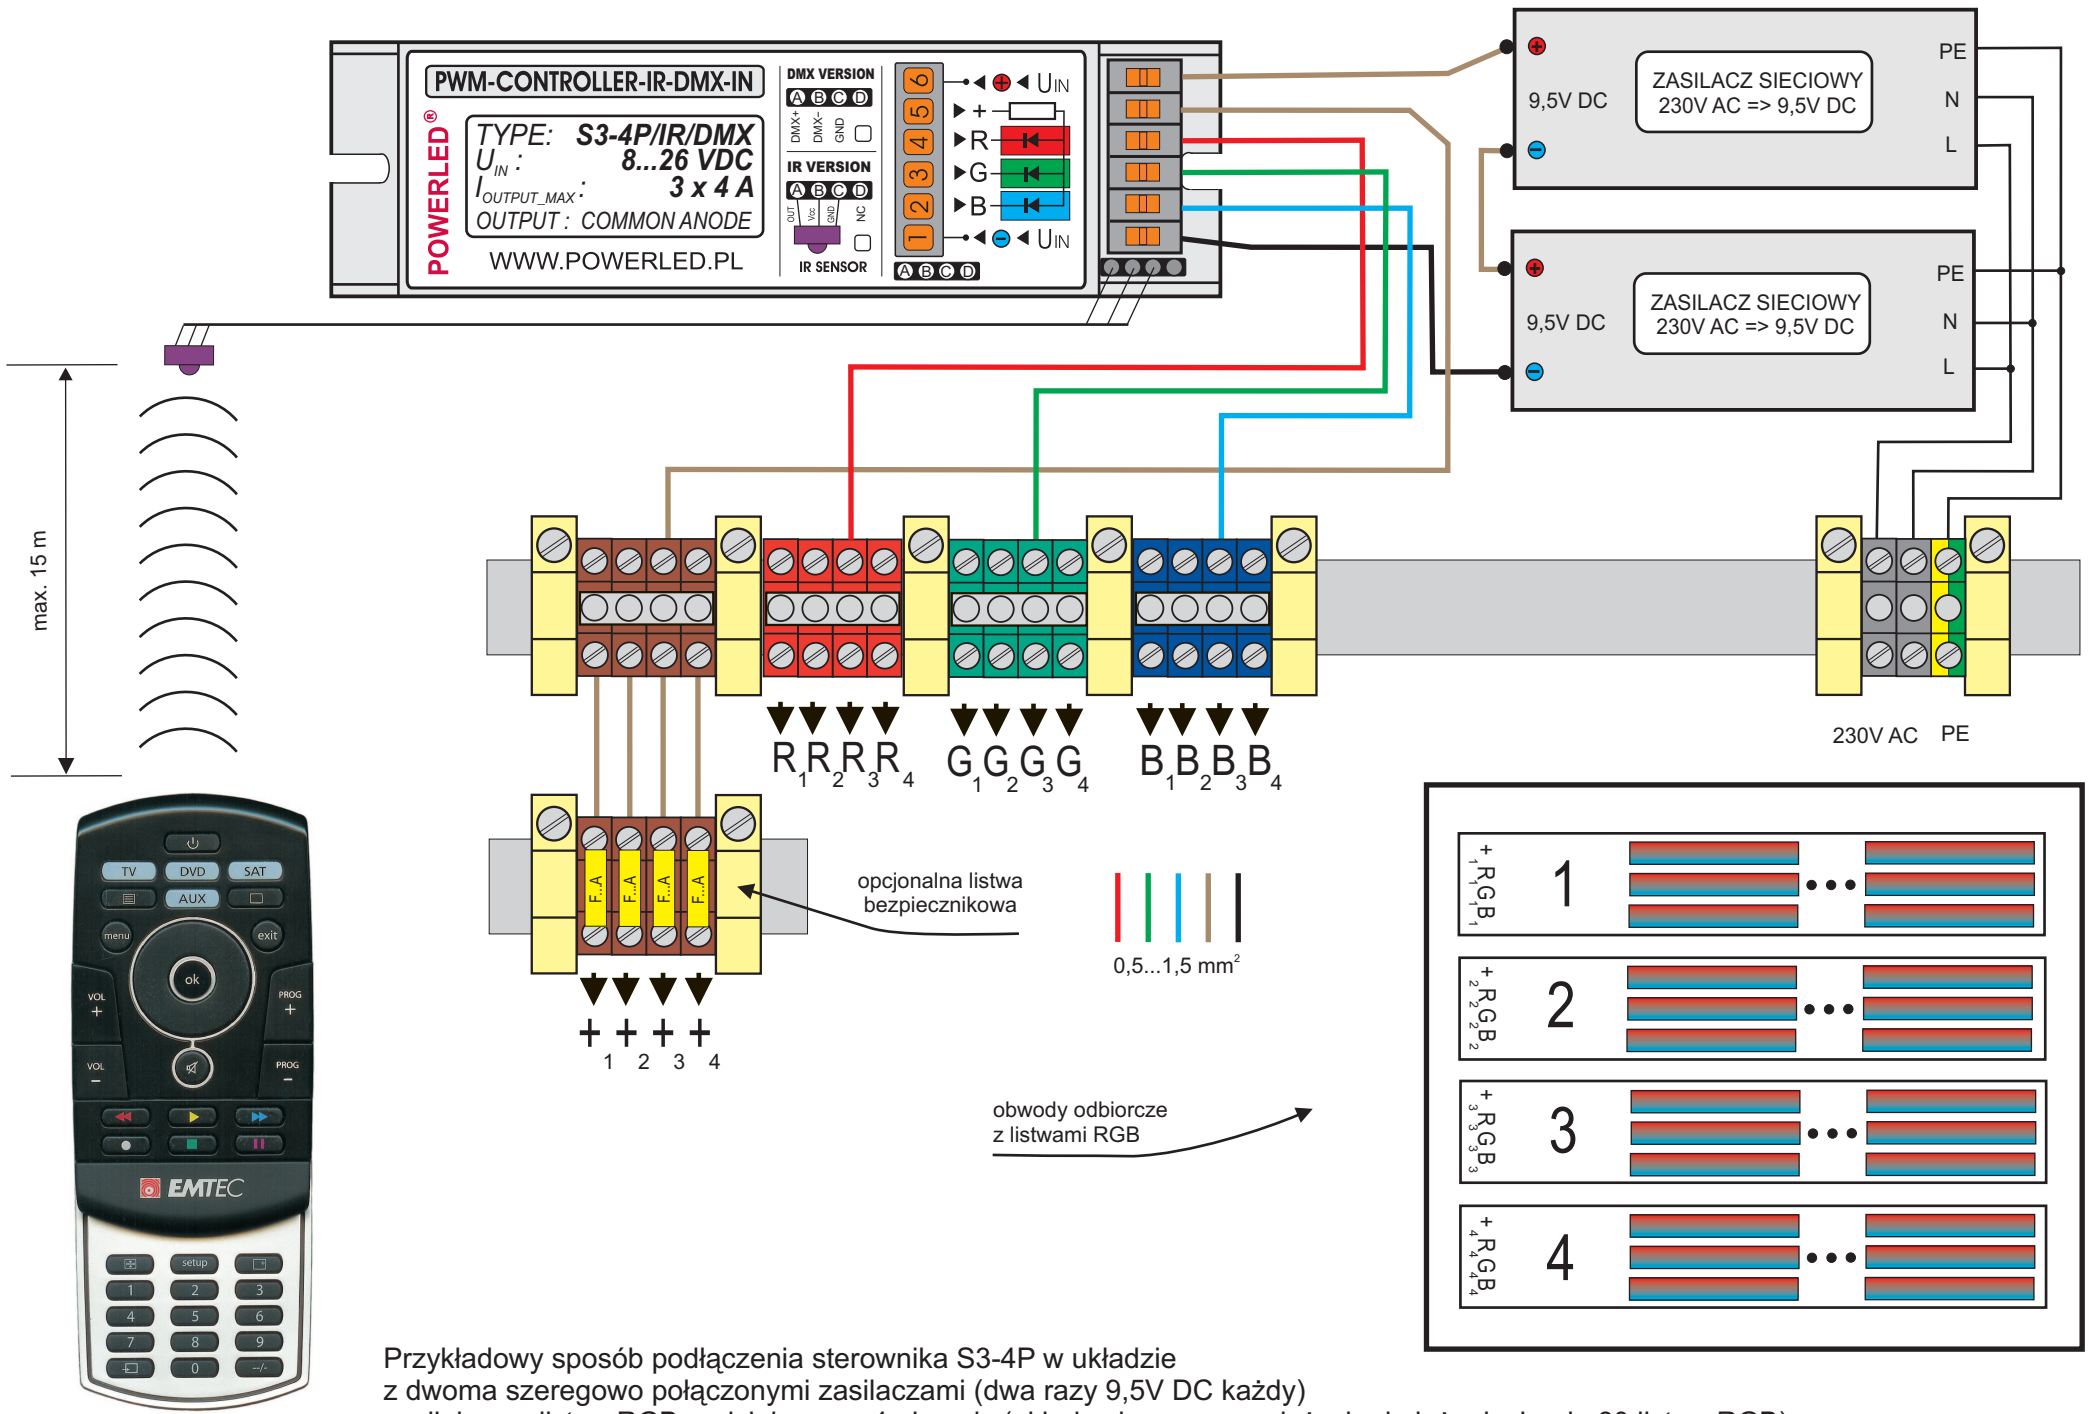 PWM-CONTROLLER-IR-DMX-IN
POWERLED®
TYPE: S3-4P/IR/DMX
UIN : 8...26 VDC
IOUTPUT_MAX : 3 x 4 A
OUTPUT : COMMON ANODE
WWW.POWERLED.PL
DMX VERSION
A B C D
DMX+ DMX- GND
IR VERSION
A B C D
OUT Vcc GND NC
IR SENSOR
6 + UIN
5 +
4 R
3 G
2 B
1 - UIN
A B C D
+ 9,5V DC -
ZASILACZ SIECIOWY
230V AC => 9,5V DC
PE
N
L
+ 9,5V DC -
ZASILACZ SIECIOWY
230V AC => 9,5V DC
PE
N
L
max. 15 m
R1 R2 R3 R4
G1 G2 G3 G4
B1 B2 B3 B4
230V AC PE
F...A F...A F...A F...A
+1 +2 +3 +4
opcjonalna listwa
bezpiecznikowa
0,5...1,5 mm²
obwody odbiorcze
z listwami RGB
+1R1G1B1 1
+2R2G2B2 2
+3R3G3B3 3
+4R4G4B4 4
TV DVD SAT
AUX
menu exit
ok
VOL + PROG +
VOL - PROG -
EMTEC
setup
1 2 3
4 5 6
7 8 9
0 --/-
Przykładowy sposób podłączenia sterownika S3-4P w układzie
z dwoma szeregowo połączonymi zasilaczami (dwa razy 9,5V DC każdy)